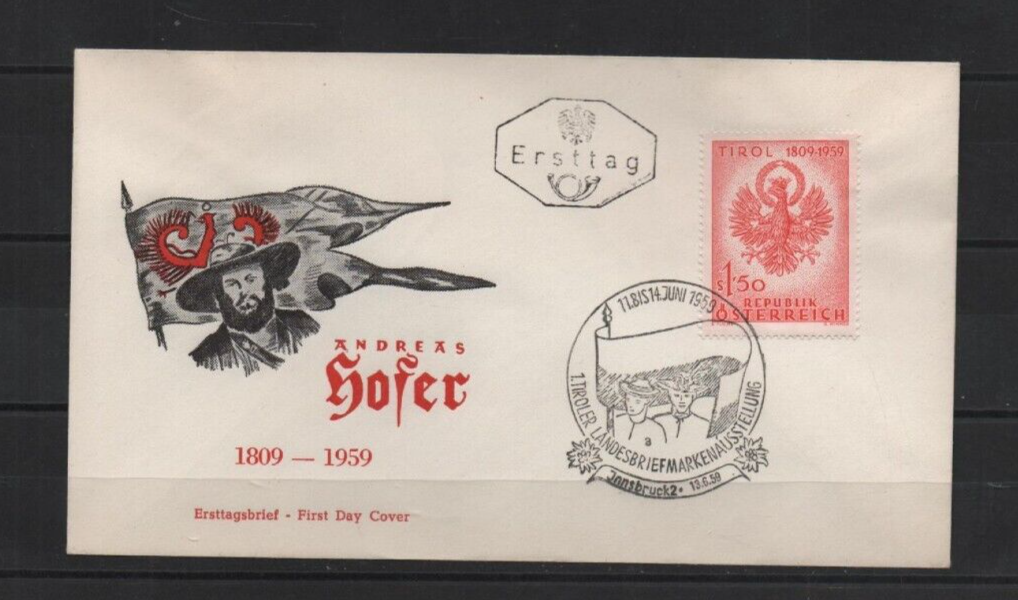 Ersttag
TIROL 1809-1959
S 1·50
REPUBLIK
ÖSTERREICH
ANDREAS
Hofer
1809 — 1959
Ersttagsbrief - First Day Cover
11. BIS 14. JUNI 1959
1. TIROLER LANDESBRIEFMARKENAUSSTELLUNG
a
Innsbruck 2 • 13.6.59